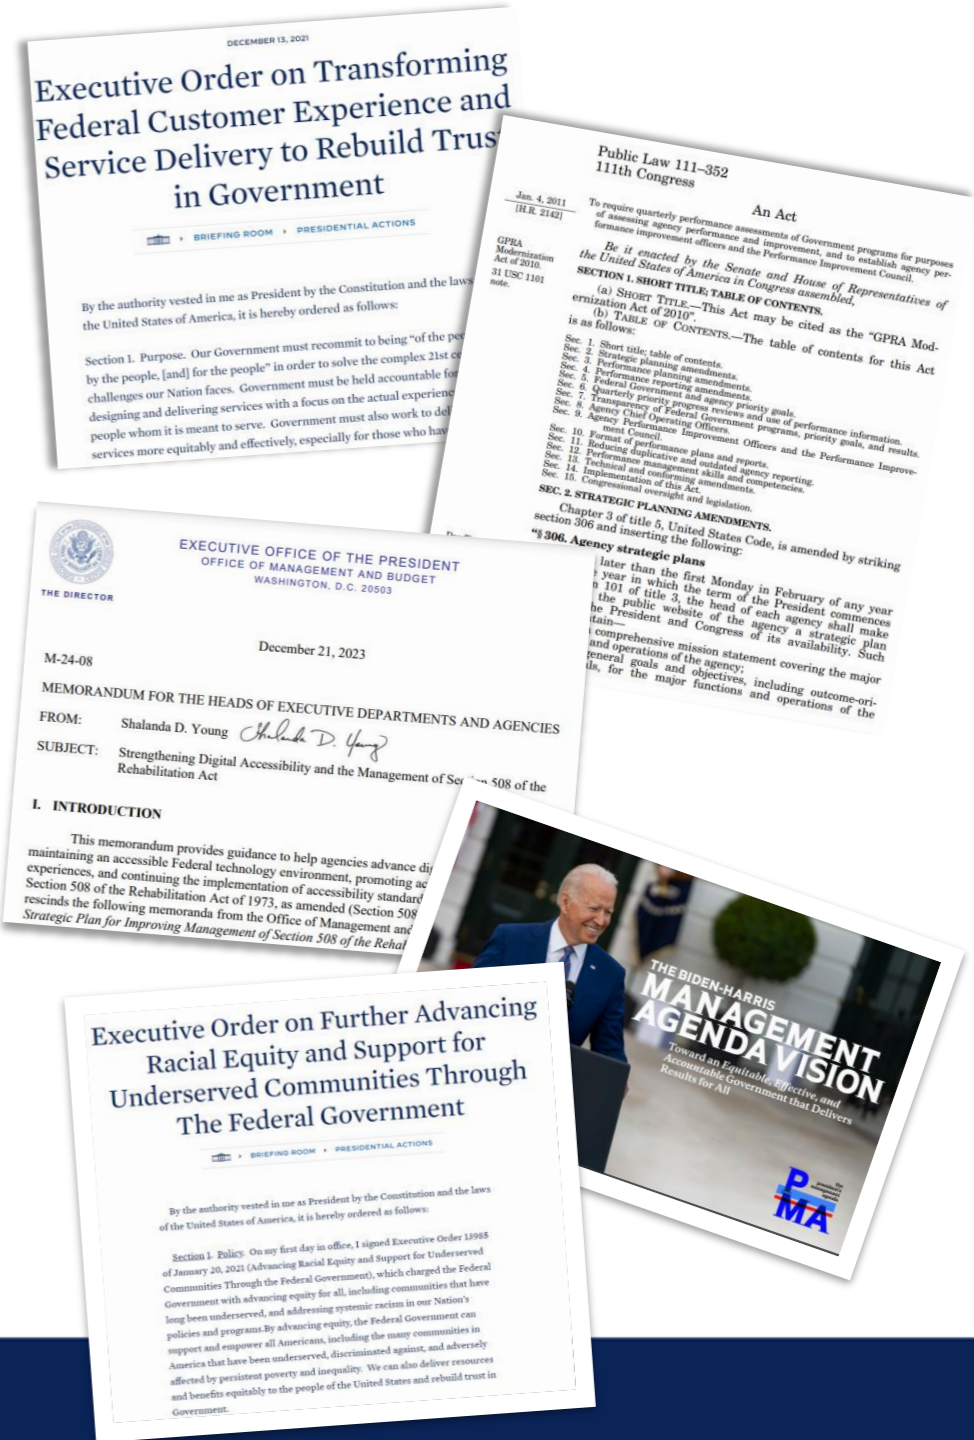 DECEMBER 13, 2021
Executive Order on Transforming
Federal Customer Experience and
Service Delivery to Rebuild Trust
in Government
BRIEFING ROOM › PRESIDENTIAL ACTIONS
By the authority vested in me as President by the Constitution and the laws
the United States of America, it is hereby ordered as follows:
Section 1. Purpose. Our Government must recommit to being “of the
by the people, [and] for the people” in order to solve the complex 21st
challenges our Nation faces. Government must be held accountable for
designing and delivering services with a focus on the actual
people whom it is meant to serve. Government must also work to
services more equitably and effectively, especially for those who
Public Law 111–352
111th Congress
An Act
Jan. 4, 2011
[H.R. 2142]
To require quarterly performance assessments of Government programs for purposes
of assessing agency performance and improvement, and to establish agency per-
formance improvement officers and the Performance Improvement Council.
Be it enacted by the Senate and House of Representatives of
the United States of America in Congress assembled,
GPRA
Modernization
Act of 2010.
31 USC 1101
note.
SECTION 1. SHORT TITLE; TABLE OF CONTENTS.
(a) SHORT TITLE.—This Act may be cited as the “GPRA Mod-
ernization Act of 2010”.
(b) TABLE OF CONTENTS.—The table of contents for this Act
is as follows:
Sec. 1. Short title; table of contents.
Sec. 2. Strategic planning amendments.
Sec. 3. Performance planning amendments.
Sec. 4. Performance reporting amendments.
Sec. 5. Federal Government and agency priority goals.
Sec. 6. Quarterly priority progress reviews and use of performance information.
Sec. 7. Transparency of Federal Government programs, priority goals, and results.
Sec. 8. Agency Chief Operating Officers.
Sec. 9. Agency Performance Improvement Officers and the Performance Improve-
ment Council.
Sec. 10. Format of performance plans and reports.
Sec. 11. Reducing duplicative and outdated agency reporting.
Sec. 12. Performance management skills and competencies.
Sec. 13. Technical and conforming amendments.
Sec. 14. Implementation of this Act.
Sec. 15. Congressional oversight and legislation.
SEC. 2. STRATEGIC PLANNING AMENDMENTS.
Chapter 3 of title 5, United States Code, is amended by striking
section 306 and inserting the following:
“§ 306. Agency strategic plans
later than the first Monday in February of any year
year in which the term of the President commences
101 of title 3, the head of each agency shall make
the public website of the agency a strategic plan
the President and Congress of its availability. Such
tain—
comprehensive mission statement covering the major
and operations of the agency;
general goals and objectives, including outcome-ori-
for the major functions and operations of the
EXECUTIVE OFFICE OF THE PRESIDENT
OFFICE OF MANAGEMENT AND BUDGET
WASHINGTON, D.C. 20503
THE DIRECTOR
December 21, 2023
M-24-08
MEMORANDUM FOR THE HEADS OF EXECUTIVE DEPARTMENTS AND AGENCIES
FROM: Shalanda D. Young Shalanda D. Young
SUBJECT: Strengthening Digital Accessibility and the Management of Section 508 of the
Rehabilitation Act
I. INTRODUCTION
This memorandum provides guidance to help agencies advance
maintaining an accessible Federal technology environment, promoting
experiences, and continuing the implementation of accessibility
Section 508 of the Rehabilitation Act of 1973, as amended (Section 508
rescinds the following memoranda from the Office of Management and
Strategic Plan for Improving Management of Section 508 of the
THE BIDEN-HARRIS
MANAGEMENT
AGENDA VISION
Toward an Equitable, Effective, and
Accountable Government that Delivers
Results for All
PMA
the
president's
management
agenda
Executive Order on Further Advancing
Racial Equity and Support for
Underserved Communities Through
The Federal Government
BRIEFING ROOM › PRESIDENTIAL ACTIONS
By the authority vested in me as President by the Constitution and the laws
of the United States of America, it is hereby ordered as follows:
Section 1. Policy. On my first day in office, I signed Executive Order 13985
of January 20, 2021 (Advancing Racial Equity and Support for Underserved
Communities Through the Federal Government), which charged the Federal
Government with advancing equity for all, including communities that have
long been underserved, and addressing systemic racism in our Nation's
policies and programs.By advancing equity, the Federal Government can
support and empower all Americans, including the many communities in
America that have been underserved, discriminated against, and adversely
affected by persistent poverty and inequality. We can also deliver resources
and benefits equitably to the people of the United States and rebuild trust in
Government.